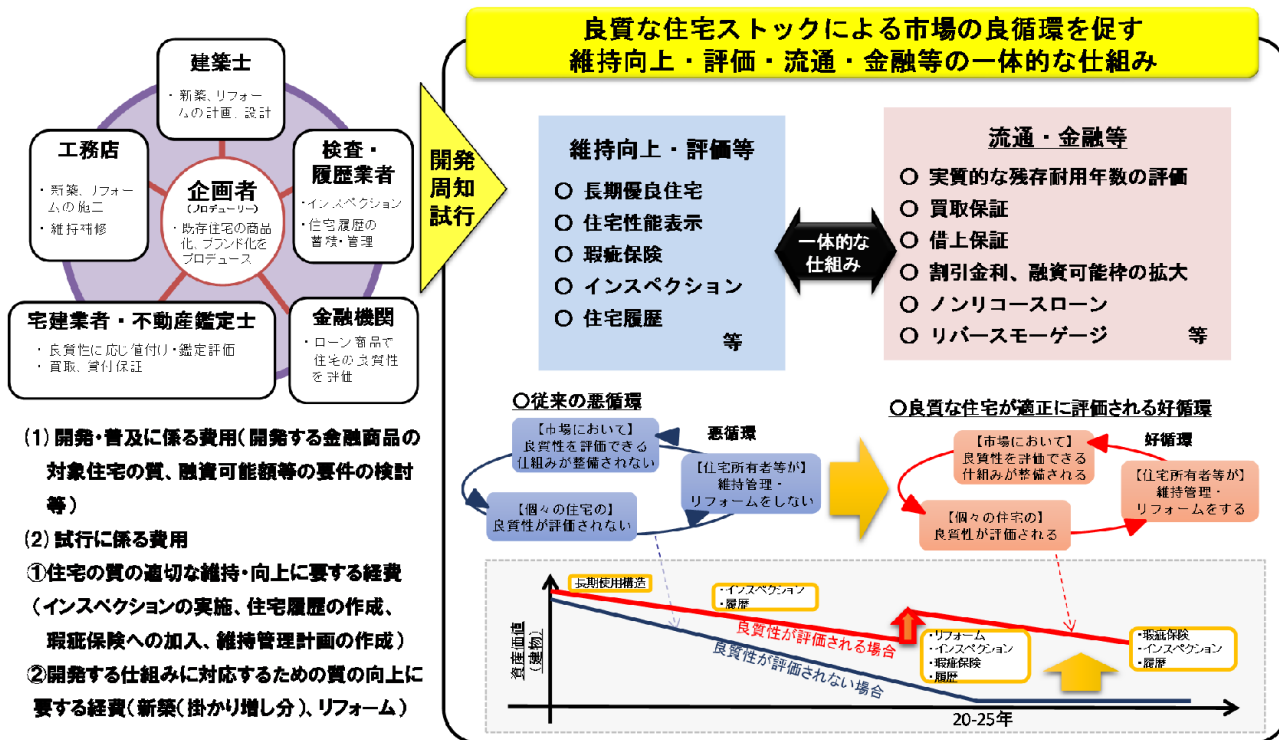 良質な住宅ストックによる市場の良循環を促す
維持向上・評価・流通・金融等の一体的な仕組み
建築士
・新築、リフォー
ムの計画、設計
工務店
・新築、リフォー
ムの施工
・維持補修
検査・
履歴業者
・インスペクション
・住宅履歴の
蓄積・管理
企画者
(プロデューサー)
・既存住宅の商品
化、ブランド化を
プロデュース
宅建業者・不動産鑑定士
・良質性に応じ値付け・鑑定評価
・買取、賃付保証
金融機関
・ローン商品で
住宅の良質性
を評価
開発
周知
試行
維持向上・評価等
○ 長期優良住宅
○ 住宅性能表示
○ 瑕疵保険
○ インスペクション
○ 住宅履歴
等
一体的な
仕組み
流通・金融等
○ 実質的な残存耐用年数の評価
○ 買取保証
○ 借上保証
○ 割引金利、融資可能枠の拡大
○ ノンリコースローン
○ リバースモーゲージ 等
(1) 開発・普及に係る費用(開発する金融商品の
対象住宅の質、融資可能額等の要件の検討
等)
(2) 試行に係る費用
①住宅の質の適切な維持・向上に要する経費
(インスペクションの実施、住宅履歴の作成、
瑕疵保険への加入、維持管理計画の作成)
②開発する仕組みに対応するための質の向上に
要する経費(新築(掛かり増し分)、リフォーム)
○従来の悪循環
悪循環
【市場において】
良質性を評価できる
仕組みが整備されない
【住宅所有者等が】
維持管理・
リフォームをしない
【個々の住宅の】
良質性が評価されない
○良質な住宅が適正に評価される好循環
好循環
【市場において】
良質性を評価できる
仕組みが整備される
【住宅所有者等が】
維持管理・
リフォームをする
【個々の住宅の】
良質性が評価される
資産価値
(建物)
長期使用構造
・インスペクション
・履歴
良質性が評価される場合
良質性が評価されない場合
・リフォーム
・インスペクション
・瑕疵保険
・履歴
・瑕疵保険
・インスペクション
・履歴
20-25年